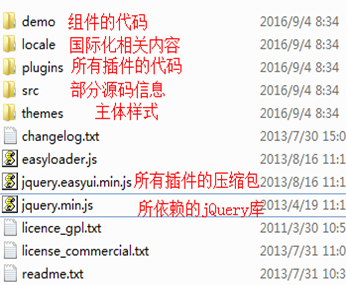 demo 组件的代码 2016/9/4 8:34
locale 国际化相关内容 2016/9/4 8:34
plugins 所有插件的代码 2016/9/4 8:34
src 部分源码信息 2016/9/4 8:34
themes 主体样式 2016/9/4 8:34
changelog.txt 2013/7/30 15:0
easyloader.js 2013/8/16 11:1
jquery.easyui.min.js 所有插件的压缩包 2013/8/16 11:1
jquery.min.js 所依赖的jQuery库 2013/4/19 11:1
licence_gpl.txt 2011/3/30 10:5
license_commercial.txt 2013/7/31 11:0
readme.txt 2013/7/31 10:3